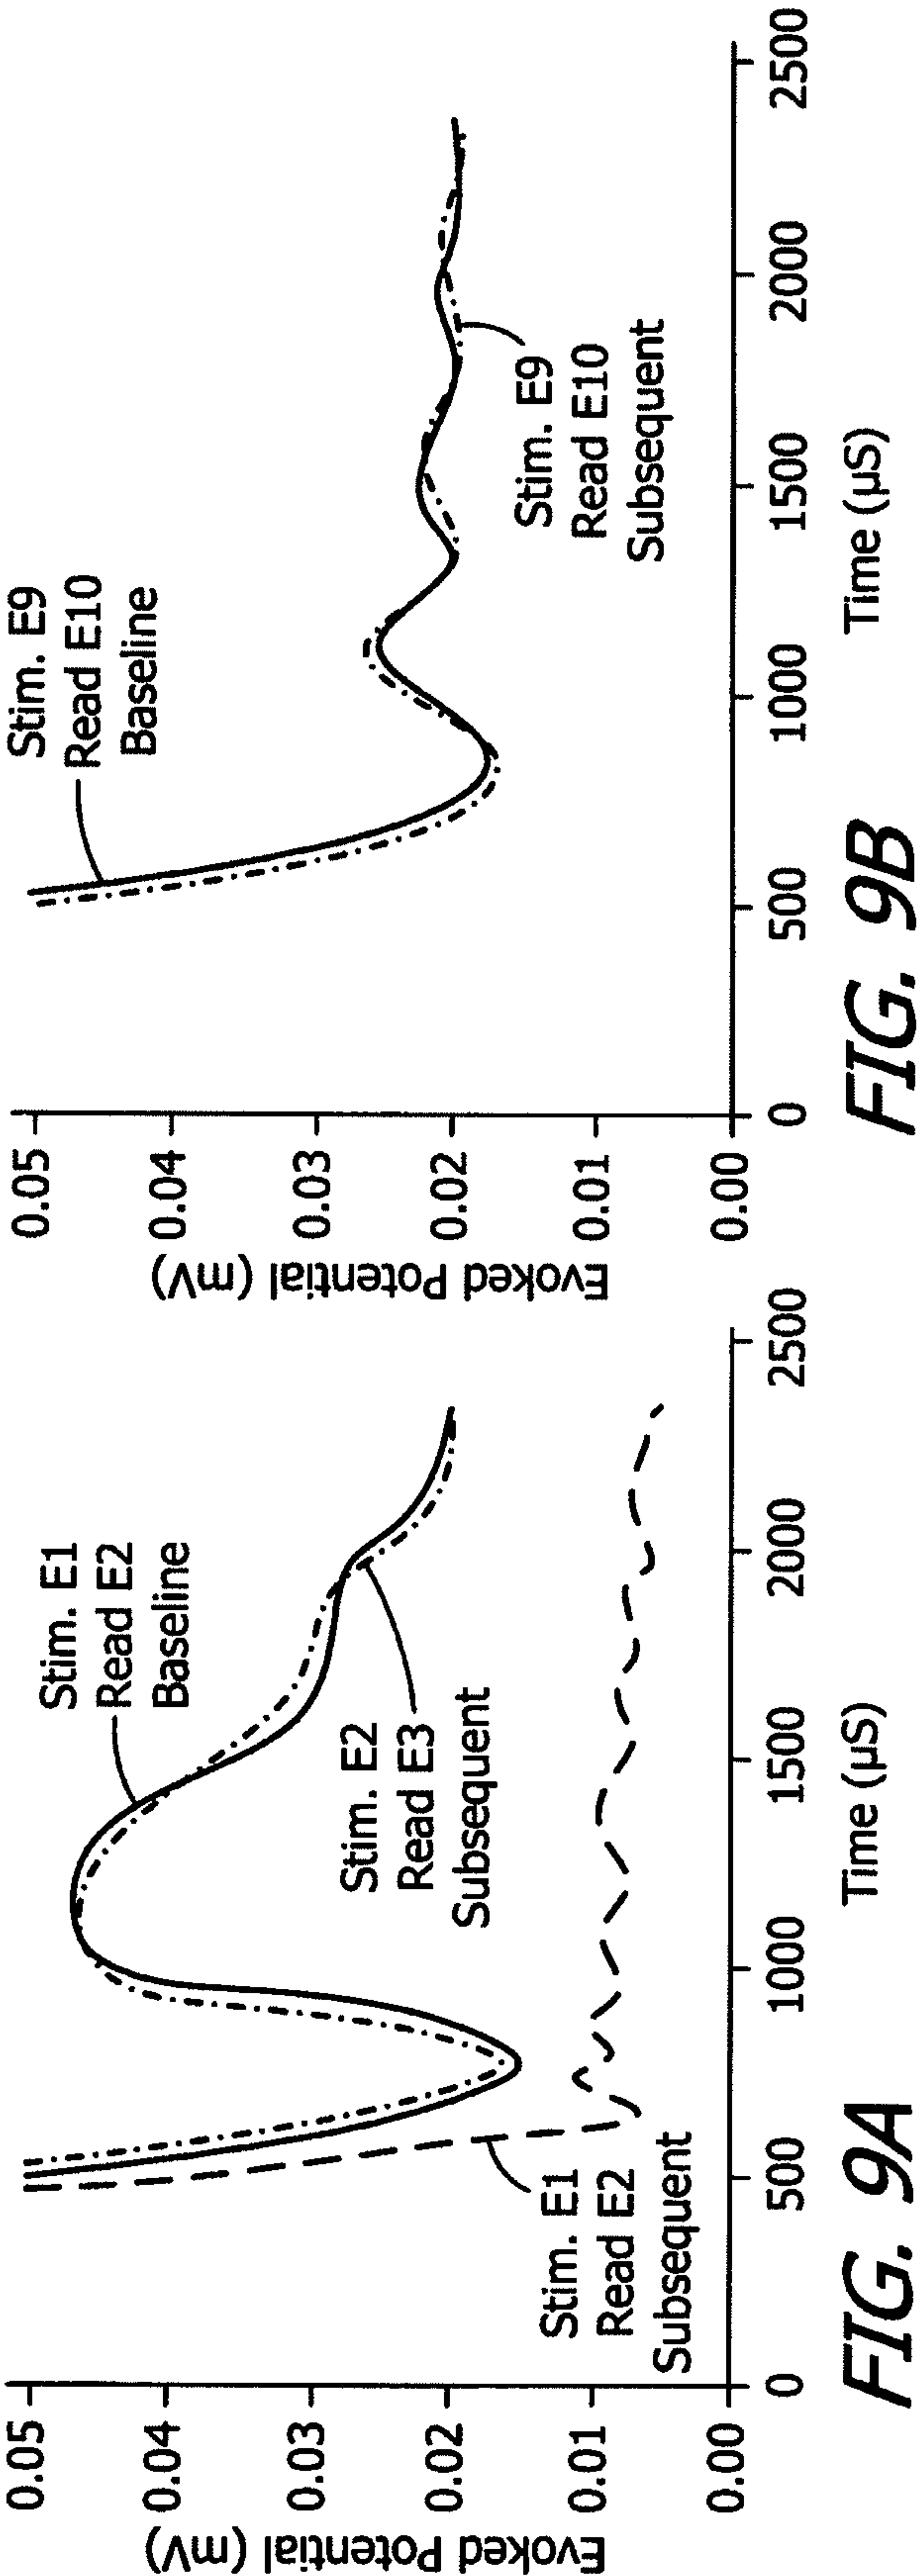 Evoked Potential (mV)
0.05
0.04
0.03
0.02
0.01
0.00
Stim. E1
Read E2
Baseline
Stim. E2
Read E3
Subsequent
Stim. E1
Read E2
Subsequent
0
500
1000
1500
2000
2500
Time (µS)
FIG. 9A
Evoked Potential (mV)
0.05
0.04
0.03
0.02
0.01
0.00
Stim. E9
Read E10
Baseline
Stim. E9
Read E10
Subsequent
0
500
1000
1500
2000
2500
Time (µS)
FIG. 9B